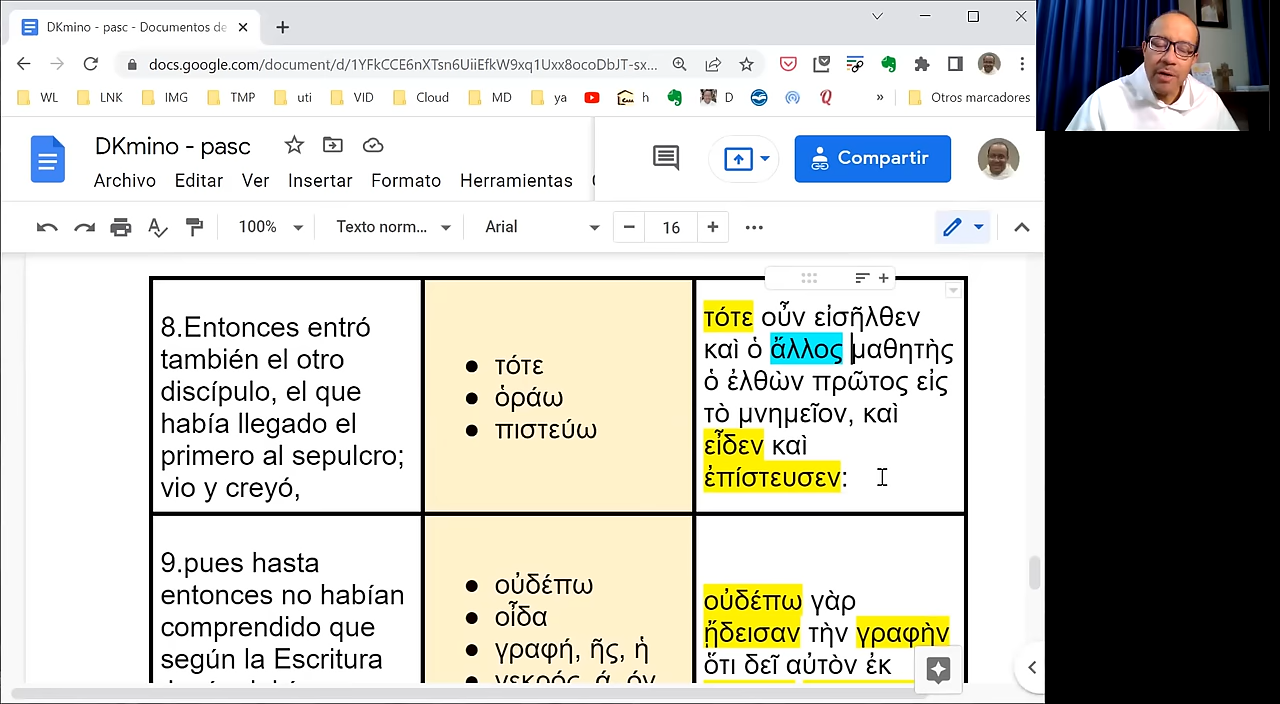 DKmino - pasc - Documentos de
docs.google.com/document/d/1YFkCCE6nXTsn6UiiEfkW9xq1Uxx8ocoDbJT-sx...
WL LNK IMG TMP uti VID Cloud MD ya h D » Otros marcadores
DKmino - pasc
Compartir
Archivo Editar Ver Insertar Formato Herramientas
100% Texto norm... Arial 16
8.Entonces entró
también el otro
discípulo, el que
había llegado el
primero al sepulcro;
vio y creyó,
τότε
ὁράω
πιστεύω
τότε οὖν εἰσῆλθεν
καὶ ὁ ἄλλος μαθητὴς
ὁ ἐλθὼν πρῶτος εἰς
τὸ μνημεῖον, καὶ
εἶδεν καὶ
ἐπίστευσεν:
9.pues hasta
entonces no habían
comprendido que
según la Escritura
οὐδέπω
οἶδα
γραφή, ῆς, ἡ
νεκρός, ά, όν
οὐδέπω γὰρ
ᾔδεισαν τὴν γραφὴν
ὅτι δεῖ αὐτὸν ἐκ